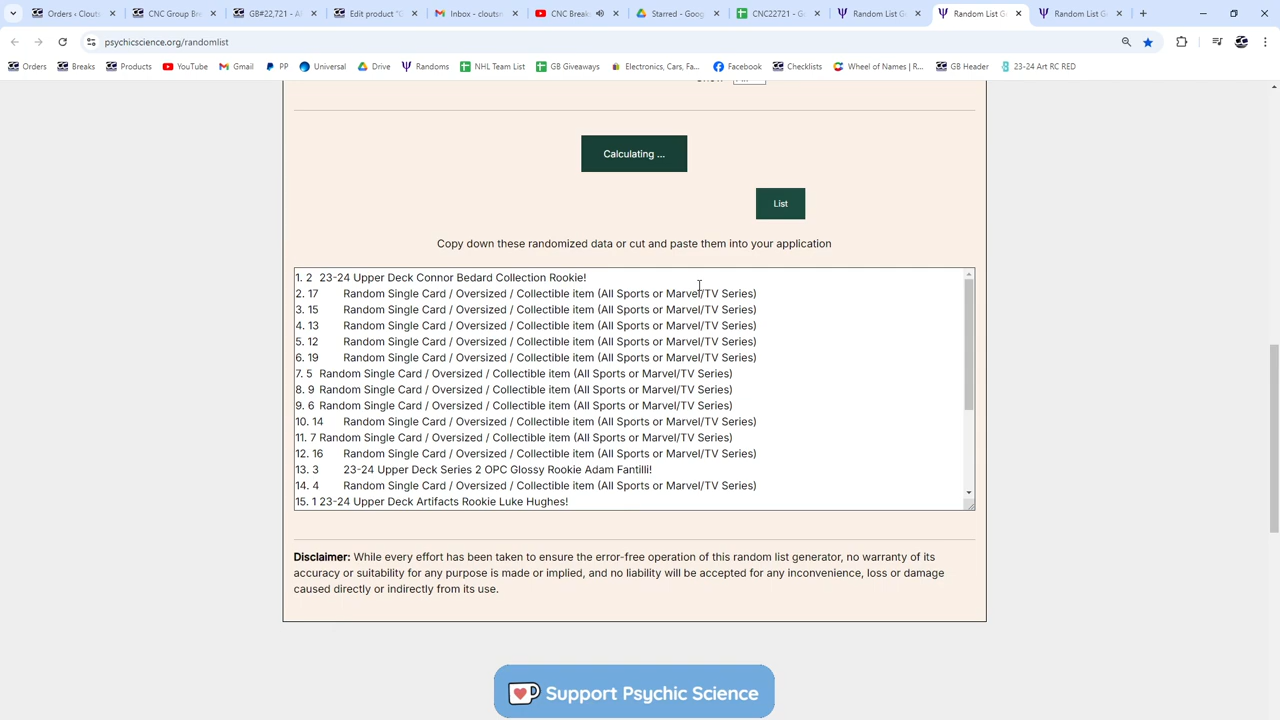 Orders ‹ Clouts
CNC Group Bre
GB#22,721 - Al
Edit product "C
Inbox - cloutsn
CNC Breaks
Starred - Goog
CNC22721 - Go
Random List Ge
Random List Ge
Random List Ge
psychicscience.org/randomlist
Orders
Breaks
Products
YouTube
Gmail
PP
Universal
Drive
Randoms
NHL Team List
GB Giveaways
Electronics, Cars, Fa...
Facebook
Checklists
Wheel of Names | R...
GB Header
23-24 Art RC RED
Calculating ...
List
Copy down these randomized data or cut and paste them into your application
1. 2 23-24 Upper Deck Connor Bedard Collection Rookie!
2. 17 Random Single Card / Oversized / Collectible item (All Sports or Marvel/TV Series)
3. 15 Random Single Card / Oversized / Collectible item (All Sports or Marvel/TV Series)
4. 13 Random Single Card / Oversized / Collectible item (All Sports or Marvel/TV Series)
5. 12 Random Single Card / Oversized / Collectible item (All Sports or Marvel/TV Series)
6. 19 Random Single Card / Oversized / Collectible item (All Sports or Marvel/TV Series)
7. 5 Random Single Card / Oversized / Collectible item (All Sports or Marvel/TV Series)
8. 9 Random Single Card / Oversized / Collectible item (All Sports or Marvel/TV Series)
9. 6 Random Single Card / Oversized / Collectible item (All Sports or Marvel/TV Series)
10. 14 Random Single Card / Oversized / Collectible item (All Sports or Marvel/TV Series)
11. 7 Random Single Card / Oversized / Collectible item (All Sports or Marvel/TV Series)
12. 16 Random Single Card / Oversized / Collectible item (All Sports or Marvel/TV Series)
13. 3 23-24 Upper Deck Series 2 OPC Glossy Rookie Adam Fantilli!
14. 4 Random Single Card / Oversized / Collectible item (All Sports or Marvel/TV Series)
15. 1 23-24 Upper Deck Artifacts Rookie Luke Hughes!
Disclaimer: While every effort has been taken to ensure the error-free operation of this random list generator, no warranty of its
accuracy or suitability for any purpose is made or implied, and no liability will be accepted for any inconvenience, loss or damage
caused directly or indirectly from its use.
Support Psychic Science